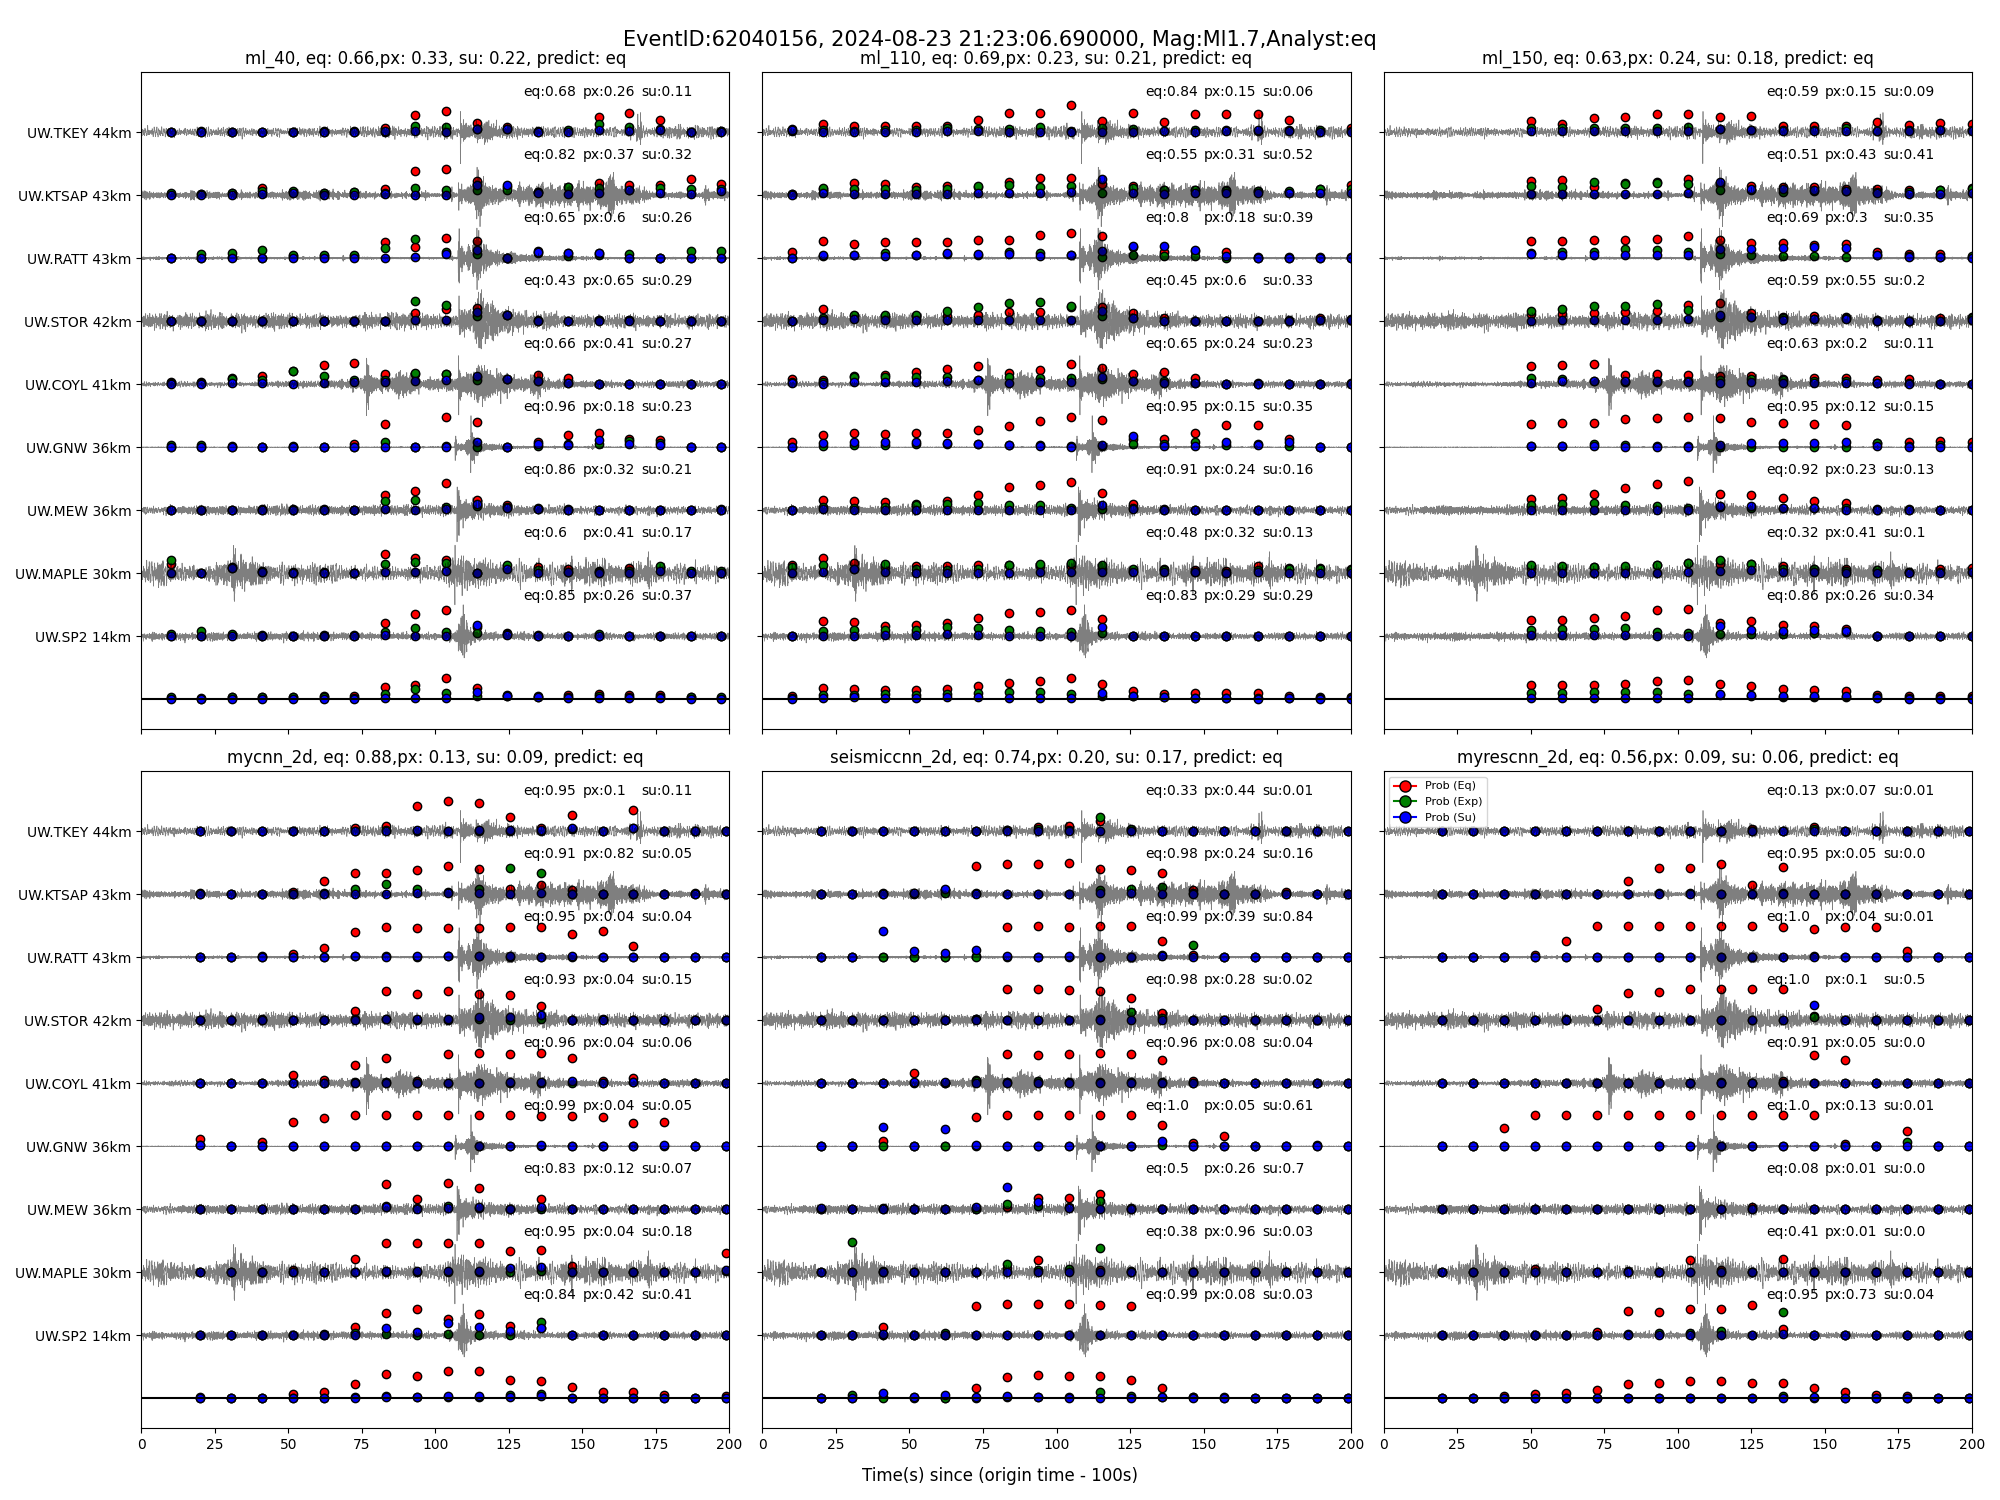 EventID:62040156, 2024-08-23 21:23:06.690000, Mag:Ml1.7,Analyst:eq
ml_40, eq: 0.66,px: 0.33, su: 0.22, predict: eq
eq:0.68 px:0.26 su:0.11
UW.TKEY 44km
eq:0.82 px:0.37 su:0.32
UW.KTSAP 43km
eq:0.65 px:0.6 su:0.26
UW.RATT 43km
eq:0.43 px:0.65 su:0.29
UW.STOR 42km
eq:0.66 px:0.41 su:0.27
UW.COYL 41km
eq:0.96 px:0.18 su:0.23
UW.GNW 36km
eq:0.86 px:0.32 su:0.21
UW.MEW 36km
eq:0.6 px:0.41 su:0.17
UW.MAPLE 30km
eq:0.85 px:0.26 su:0.37
UW.SP2 14km
ml_110, eq: 0.69,px: 0.23, su: 0.21, predict: eq
eq:0.84 px:0.15 su:0.06
eq:0.55 px:0.31 su:0.52
eq:0.8 px:0.18 su:0.39
eq:0.45 px:0.6 su:0.33
eq:0.65 px:0.24 su:0.23
eq:0.95 px:0.15 su:0.35
eq:0.91 px:0.24 su:0.16
eq:0.48 px:0.32 su:0.13
eq:0.83 px:0.29 su:0.29
ml_150, eq: 0.63,px: 0.24, su: 0.18, predict: eq
eq:0.59 px:0.15 su:0.09
eq:0.51 px:0.43 su:0.41
eq:0.69 px:0.3 su:0.35
eq:0.59 px:0.55 su:0.2
eq:0.63 px:0.2 su:0.11
eq:0.95 px:0.12 su:0.15
eq:0.92 px:0.23 su:0.13
eq:0.32 px:0.41 su:0.1
eq:0.86 px:0.26 su:0.34
mycnn_2d, eq: 0.88,px: 0.13, su: 0.09, predict: eq
eq:0.95 px:0.1 su:0.11
UW.TKEY 44km
eq:0.91 px:0.82 su:0.05
UW.KTSAP 43km
eq:0.95 px:0.04 su:0.04
UW.RATT 43km
eq:0.93 px:0.04 su:0.15
UW.STOR 42km
eq:0.96 px:0.04 su:0.06
UW.COYL 41km
eq:0.99 px:0.04 su:0.05
UW.GNW 36km
eq:0.83 px:0.12 su:0.07
UW.MEW 36km
eq:0.95 px:0.04 su:0.18
UW.MAPLE 30km
eq:0.84 px:0.42 su:0.41
UW.SP2 14km
0 25 50 75 100 125 150 175 200
seismiccnn_2d, eq: 0.74,px: 0.20, su: 0.17, predict: eq
eq:0.33 px:0.44 su:0.01
eq:0.98 px:0.24 su:0.16
eq:0.99 px:0.39 su:0.84
eq:0.98 px:0.28 su:0.02
eq:0.96 px:0.08 su:0.04
eq:1.0 px:0.05 su:0.61
eq:0.5 px:0.26 su:0.7
eq:0.38 px:0.96 su:0.03
eq:0.99 px:0.08 su:0.03
0 25 50 75 100 125 150 175 200
myrescnn_2d, eq: 0.56,px: 0.09, su: 0.06, predict: eq
Prob (Eq)
Prob (Exp)
Prob (Su)
eq:0.13 px:0.07 su:0.01
eq:0.95 px:0.05 su:0.0
eq:1.0 px:0.04 su:0.01
eq:1.0 px:0.1 su:0.5
eq:0.91 px:0.05 su:0.0
eq:1.0 px:0.13 su:0.01
eq:0.08 px:0.01 su:0.0
eq:0.41 px:0.01 su:0.0
eq:0.95 px:0.73 su:0.04
0 25 50 75 100 125 150 175 200
Time(s) since (origin time - 100s)